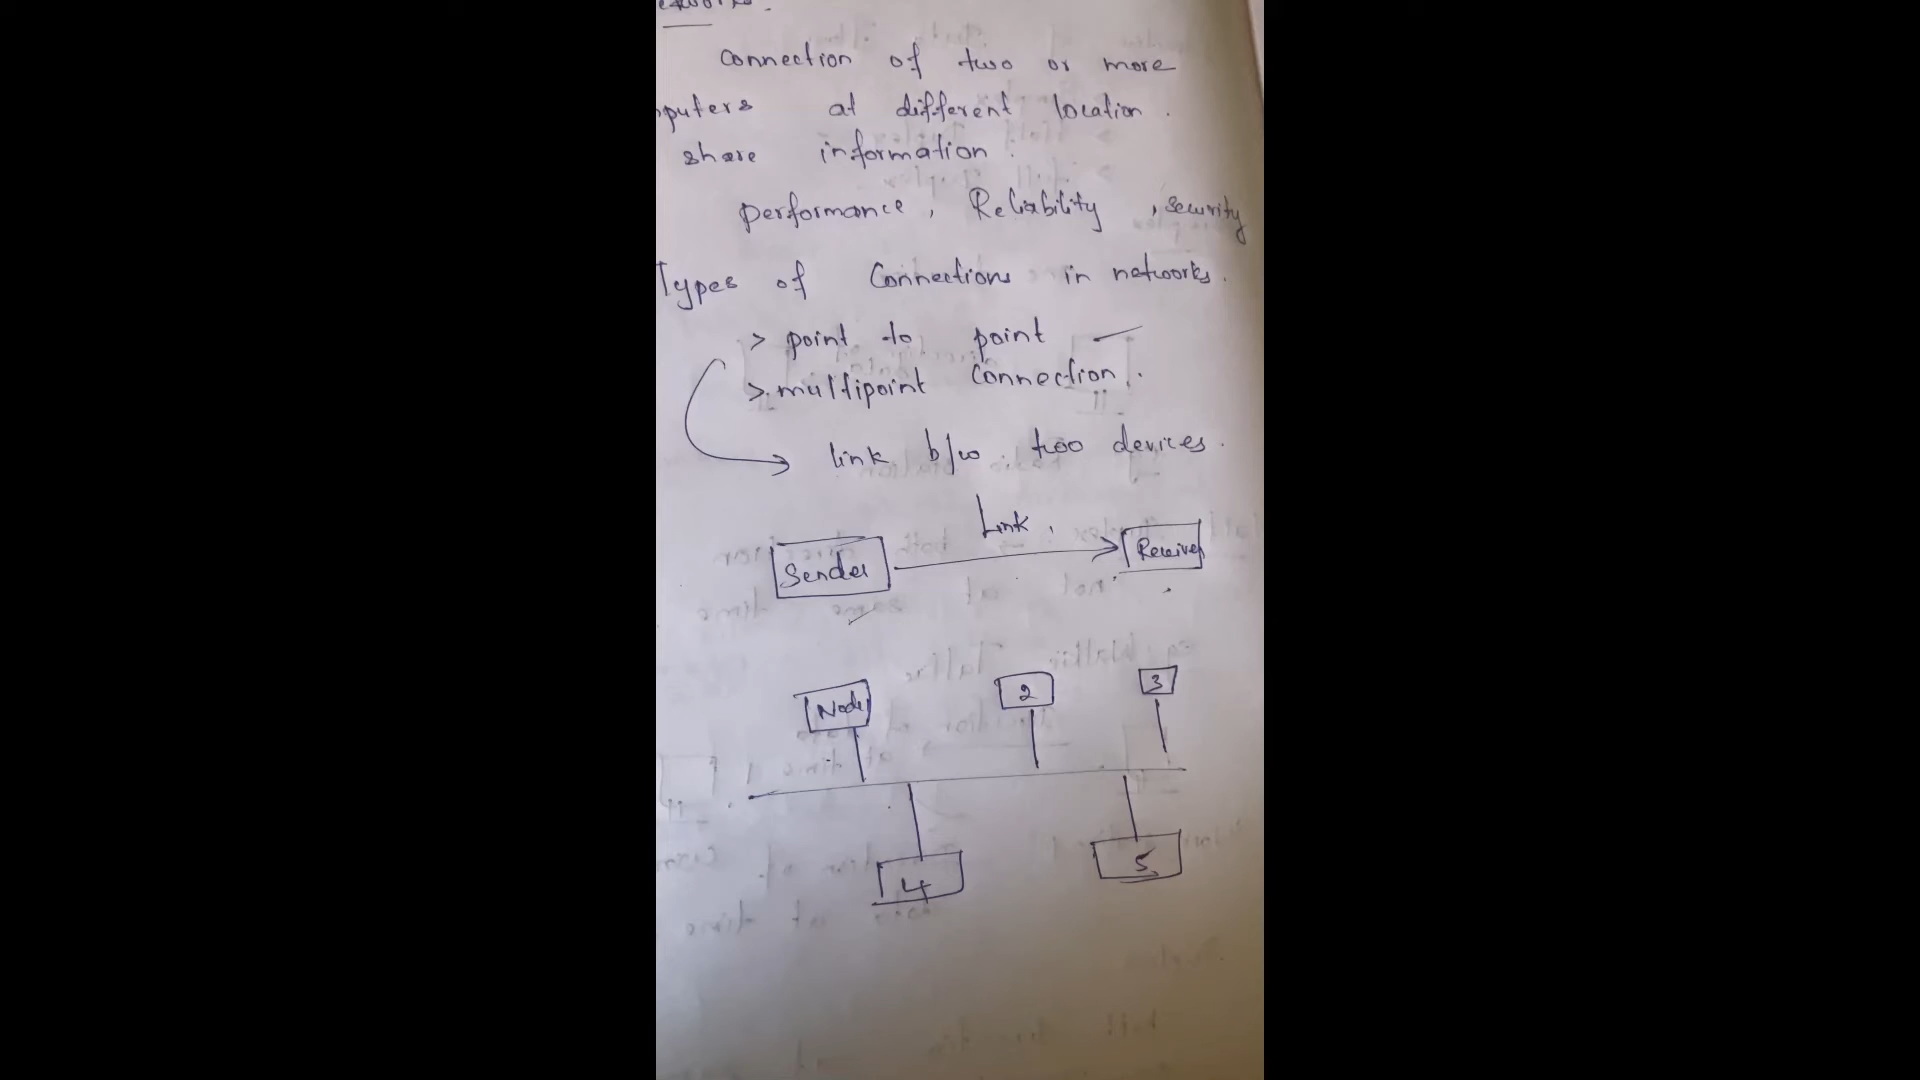 Connection of two or more
puters at different location.
share information.
Performance, Reliability, security
Types of Connections in networks.
> point to point
> multipoint connection.
link b/w two devices.
Link
Sender
Receiver
Node
2
3
4
5